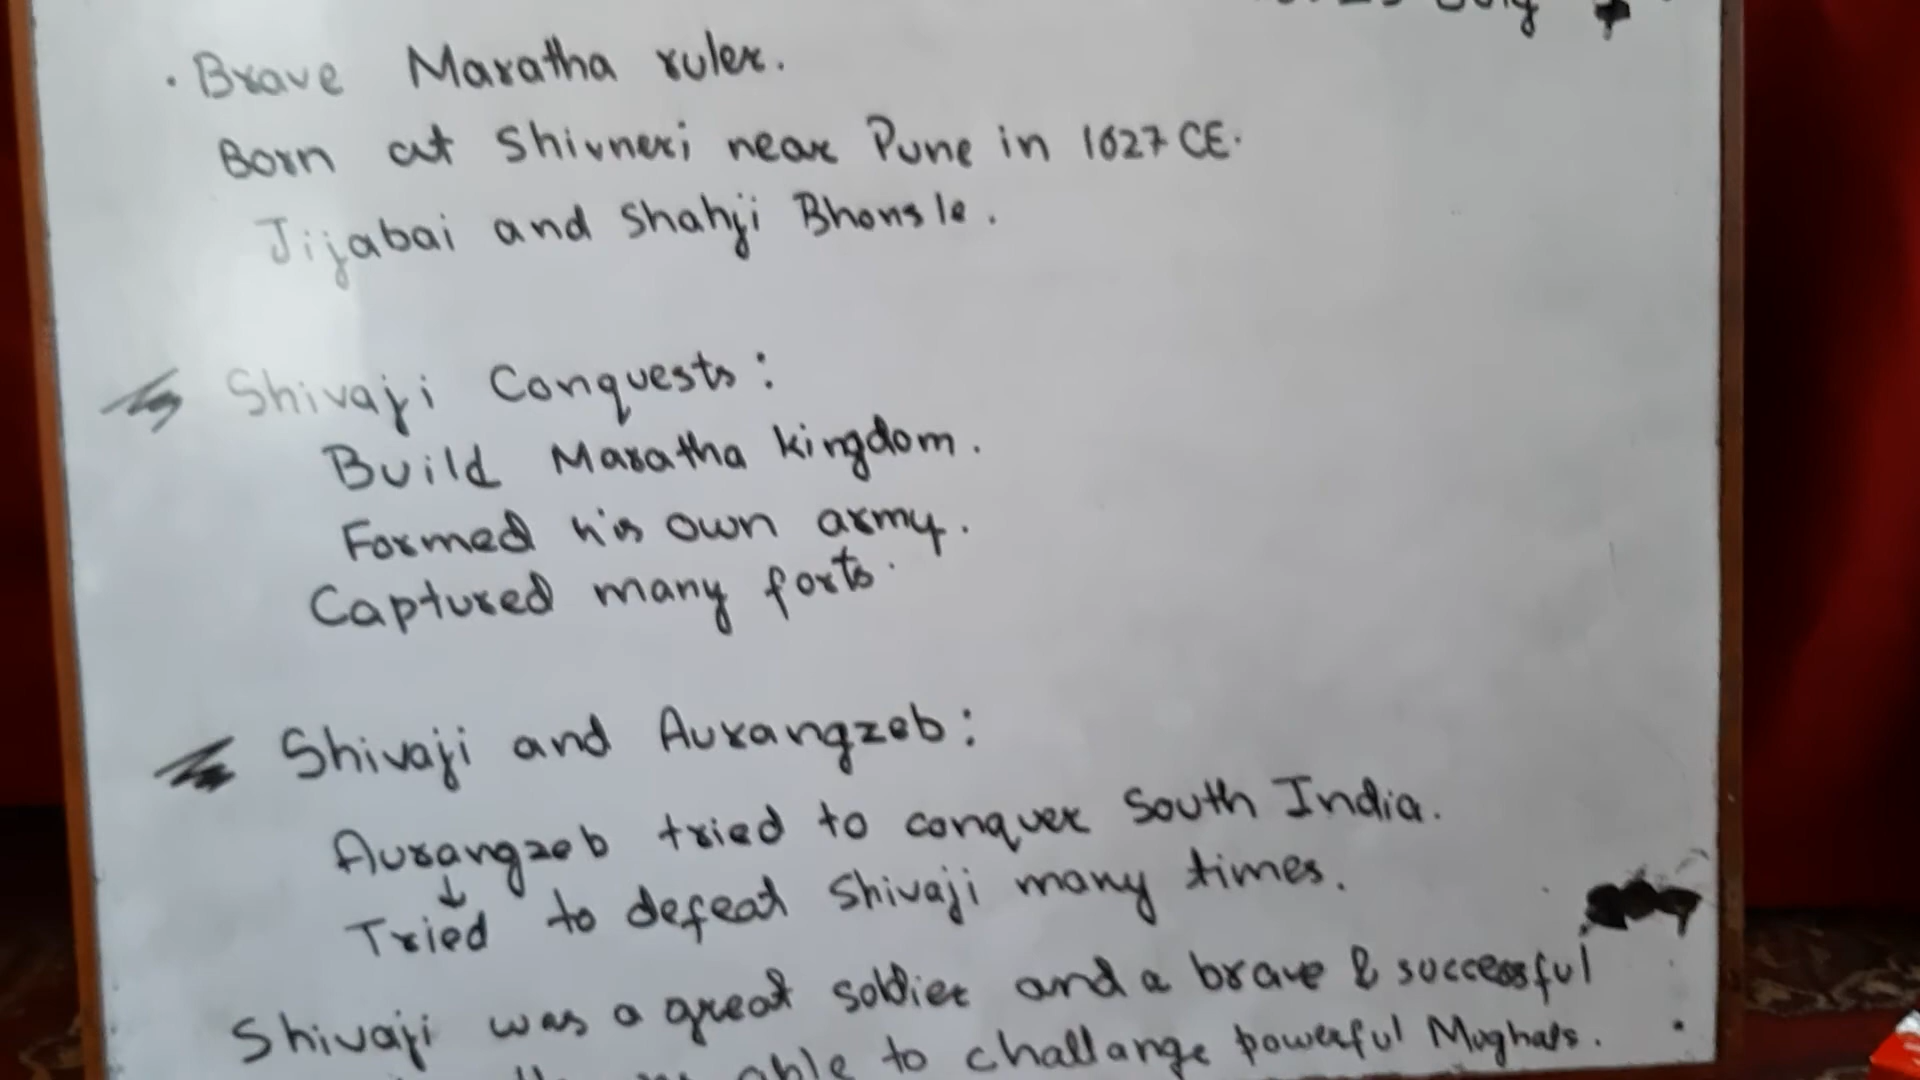 July
· Brave Maratha ruler.
Born at Shivneri near Pune in 1627 CE.
Jijabai and Shahji Bhonsle.
Shivaji Conquests:
Build Maratha kingdom.
Formed his own army.
Captured many forts.
Shivaji and Aurangzeb:
Aurangzeb tried to conquer South India.
↓
Tried to defeat Shivaji many times.
Shivaji was a great soldier and a brave & successful
able to challange powerful Mughals.